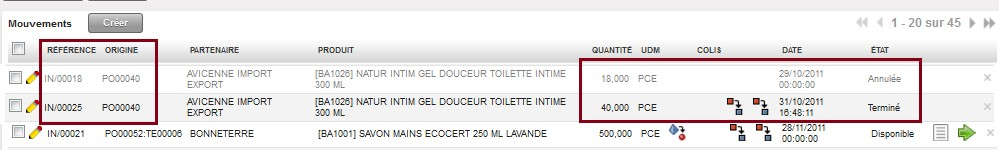 Mouvements Créer 1 - 20 sur 45
RÉFÉRENCE ORIGINE PARTENAIRE PRODUIT QUANTITÉ UDM COLIS DATE ÉTAT
IN/00018 PO00040 AVICENNE IMPORT EXPORT [BA1026] NATUR INTIM GEL DOUCEUR TOILETTE INTIME 300 ML 18,000 PCE 29/10/2011 00:00:00 Annulée
IN/00025 PO00040 AVICENNE IMPORT EXPORT [BA1026] NATUR INTIM GEL DOUCEUR TOILETTE INTIME 300 ML 40,000 PCE 31/10/2011 16:48:11 Terminé
IN/00021 PO00052:TE00006 BONNETERRE [BA1001] SAVON MAINS ECOCERT 250 ML LAVANDE 500,000 PCE 28/11/2011 00:00:00 Disponible